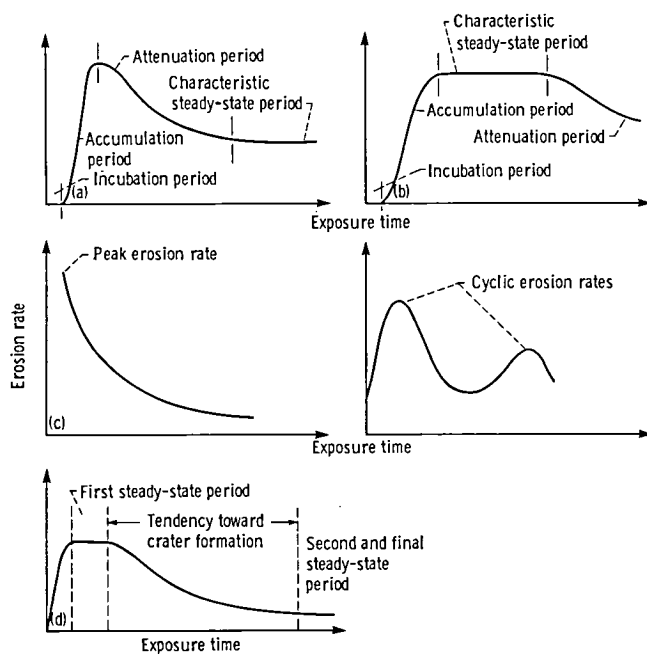 Attenuation period
Characteristic
steady-state period
Accumulation
period
Incubation period
(a)
Characteristic
steady-state period
Accumulation period
Attenuation period
Incubation period
(b)
Exposure time
Peak erosion rate
(c)
Cyclic erosion rates
Erosion rate
Exposure time
First steady-state period
Tendency toward
crater formation
Second and final
steady-state
period
(d)
Exposure time